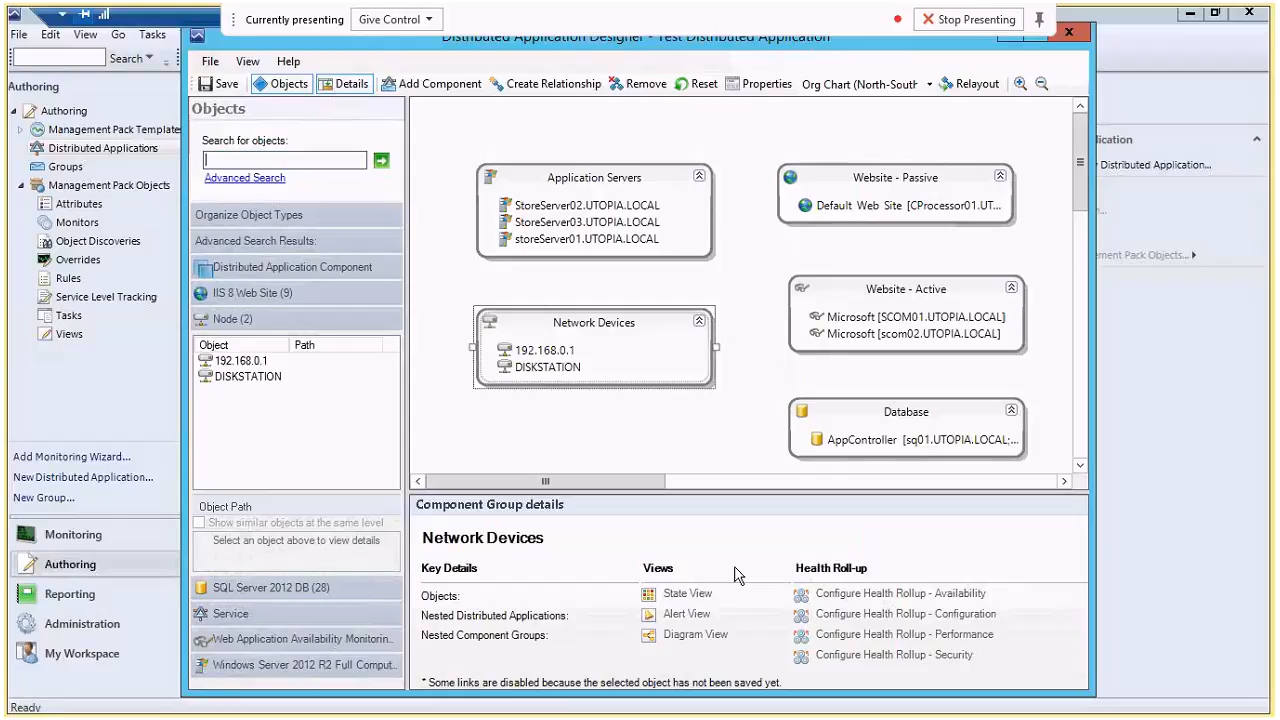 Currently presenting
Give Control
Stop Presenting
File Edit View Go Tasks
Search
Authoring
Authoring
Management Pack Template
Distributed Applications
Groups
Management Pack Objects
Attributes
Monitors
Object Discoveries
Overrides
Rules
Service Level Tracking
Tasks
Views
Add Monitoring Wizard...
New Distributed Application...
New Group...
Monitoring
Authoring
Reporting
Administration
My Workspace
Ready
Distributed Application Designer - Test Distributed Application
File View Help
Save Objects Details Add Component Create Relationship Remove Reset Properties Org Chart (North-South Relayout
Objects
Search for objects:
Advanced Search
Organize Object Types
Advanced Search Results:
Distributed Application Component
IIS 8 Web Site (9)
Node (2)
Object Path
192.168.0.1
DISKSTATION
Object Path
Show similar objects at the same level
Select an object above to view details
SQL Server 2012 DB (28)
Service
Web Application Availability Monitorin..
Windows Server 2012 R2 Full Comput..
Application Servers
StoreServer02.UTOPIA.LOCAL
StoreServer03.UTOPIA.LOCAL
storeServer01.UTOPIA.LOCAL
Website - Passive
Default Web Site [CProcessor01.UT...
Network Devices
192.168.0.1
DISKSTATION
Website - Active
Microsoft [SCOM01.UTOPIA.LOCAL]
Microsoft [scom02.UTOPIA.LOCAL]
Database
AppController [sq01.UTOPIA.LOCAL;...
Component Group details
Network Devices
Key Details
Objects:
Nested Distributed Applications:
Nested Component Groups:
Views
State View
Alert View
Diagram View
Health Roll-up
Configure Health Rollup - Availability
Configure Health Rollup - Configuration
Configure Health Rollup - Performance
Configure Health Rollup - Security
* Some links are disabled because the selected object has not been saved yet.
plication
Distributed Application...
ment Pack Objects...